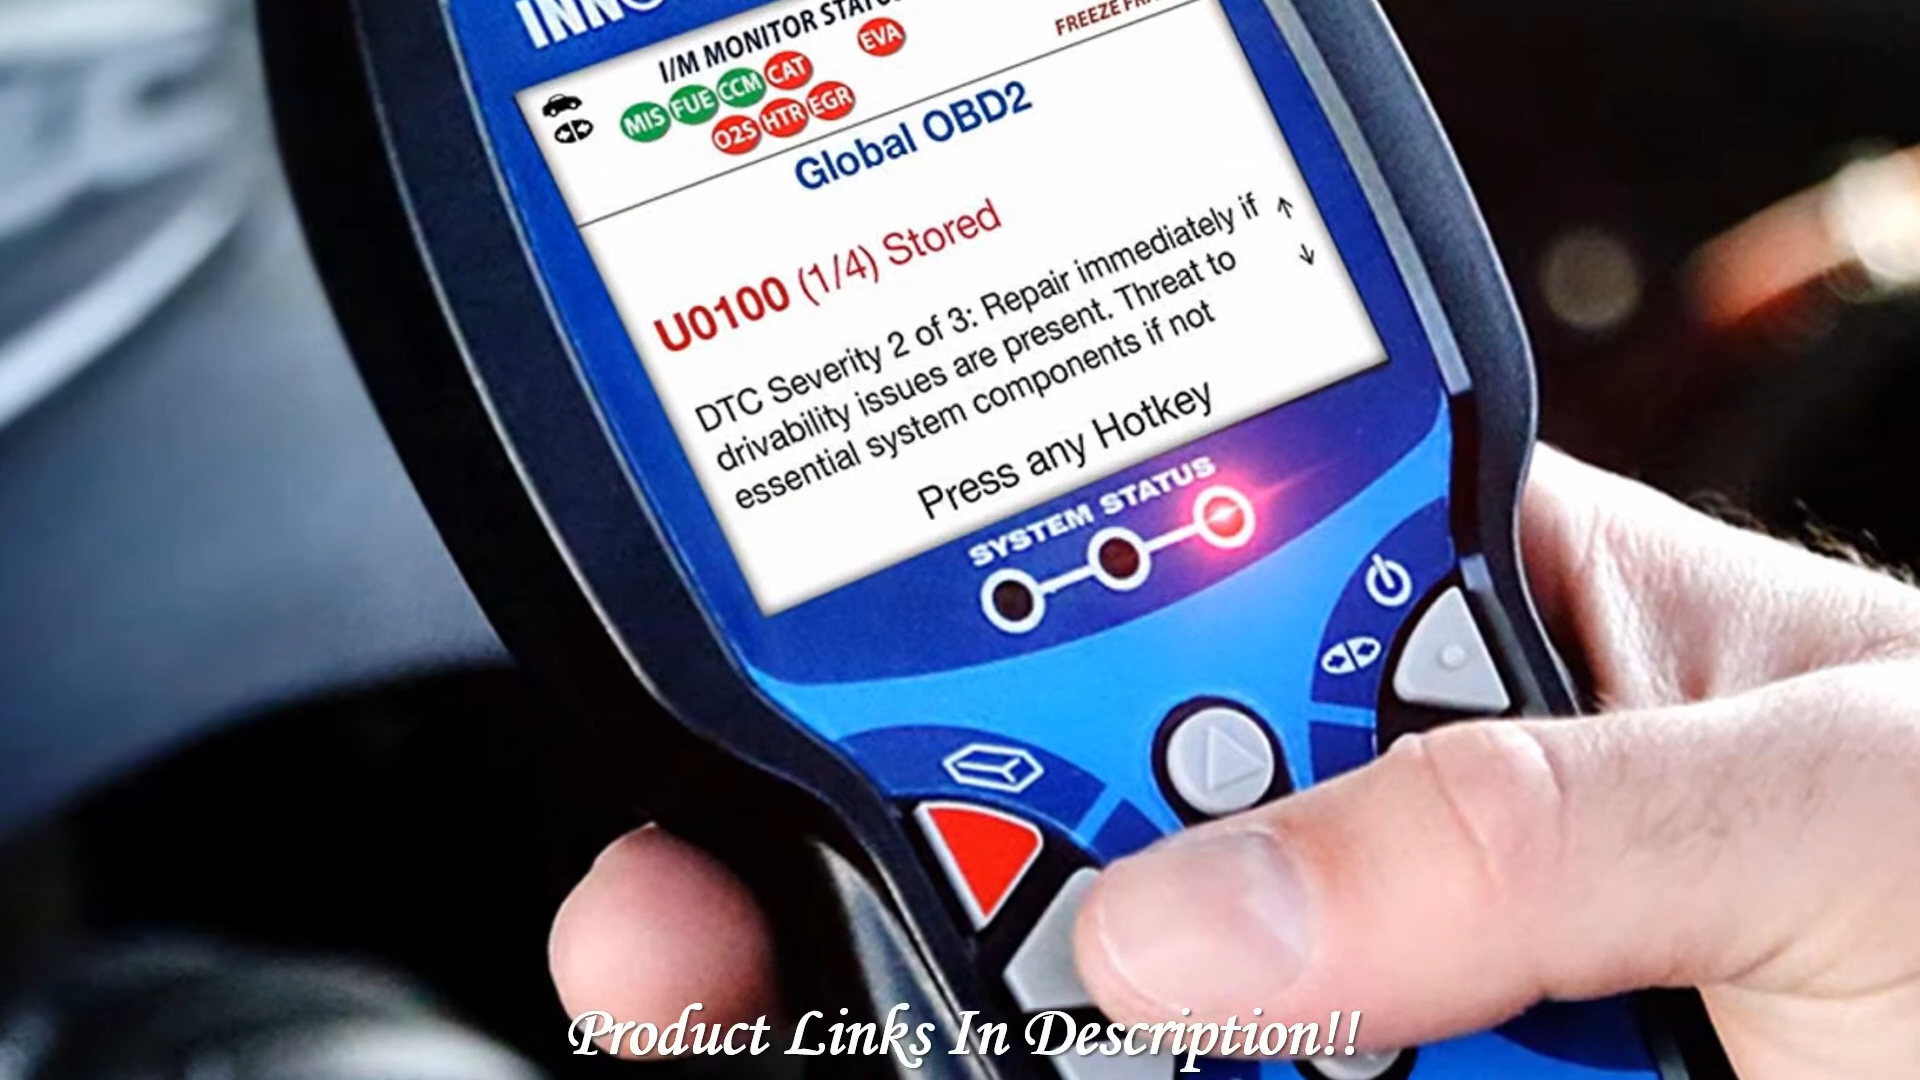 I/M MONITOR
EVA
MIS FUE CCM CAT
O2S HTR EGR
Global OBD2
U0100 (1/4) Stored
DTC Severity 2 of 3: Repair immediately if
drivability issues are present. Threat to
essential system components if not
Press any Hotkey
SYSTEM STATUS
Product Links In Description!!